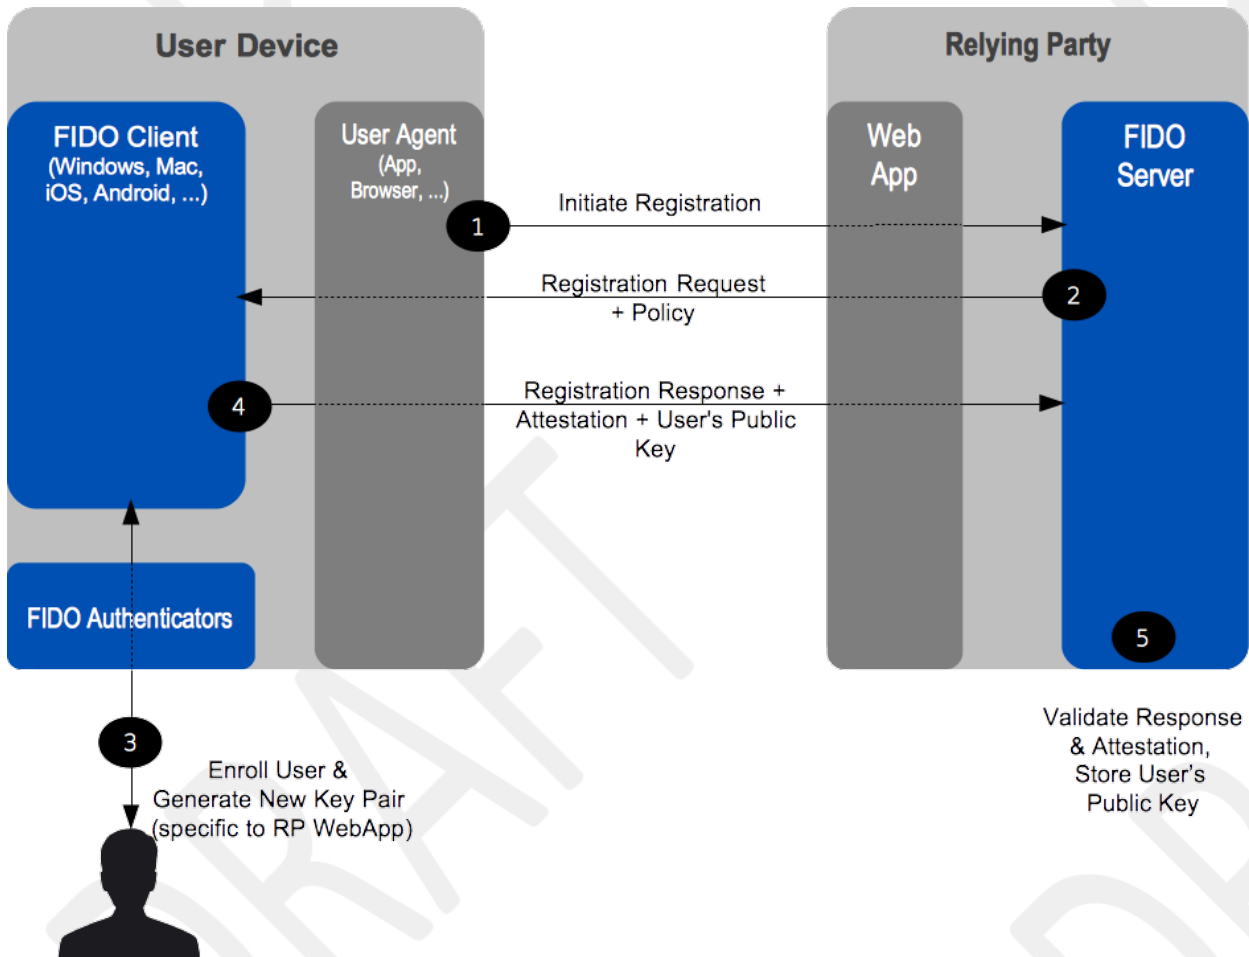 User Device
Relying Party
FIDO Client
(Windows, Mac,
iOS, Android, ...)
User Agent
(App,
Browser, ...)
Web
App
FIDO
Server
1
Initiate Registration
2
Registration Request
+ Policy
4
Registration Response +
Attestation + User's Public
Key
FIDO Authenticators
5
3
Enroll User &
Generate New Key Pair
(specific to RP WebApp)
Validate Response
& Attestation,
Store User’s
Public Key
DRAFT